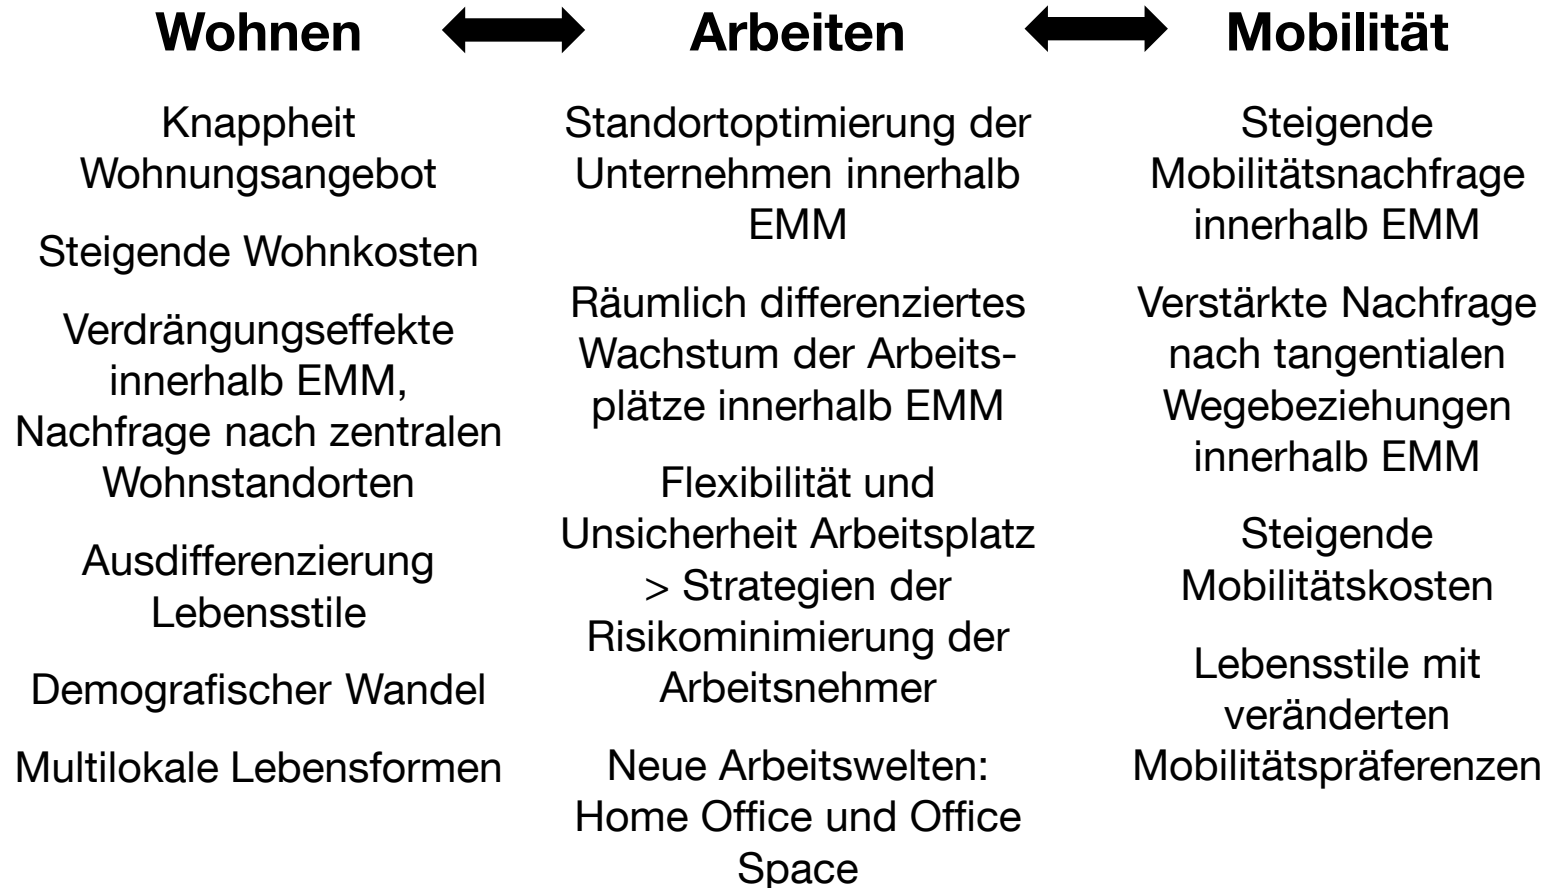 Wohnen
Knappheit
Wohnungsangebot
Steigende Wohnkosten
Verdrängungseffekte
innerhalb EMM,
Nachfrage nach zentralen
Wohnstandorten
Ausdifferenzierung
Lebensstile
Demografischer Wandel
Multilokale Lebensformen
Arbeiten
Standortoptimierung der
Unternehmen innerhalb
EMM
Räumlich differenziertes
Wachstum der Arbeits-
plätze innerhalb EMM
Flexibilität und
Unsicherheit Arbeitsplatz
> Strategien der
Risikominimierung der
Arbeitsnehmer
Neue Arbeitswelten:
Home Office und Office
Space
Mobilität
Steigende
Mobilitätsnachfrage
innerhalb EMM
Verstärkte Nachfrage
nach tangentialen
Wegebeziehungen
innerhalb EMM
Steigende
Mobilitätskosten
Lebensstile mit
veränderten
Mobilitätspräferenzen